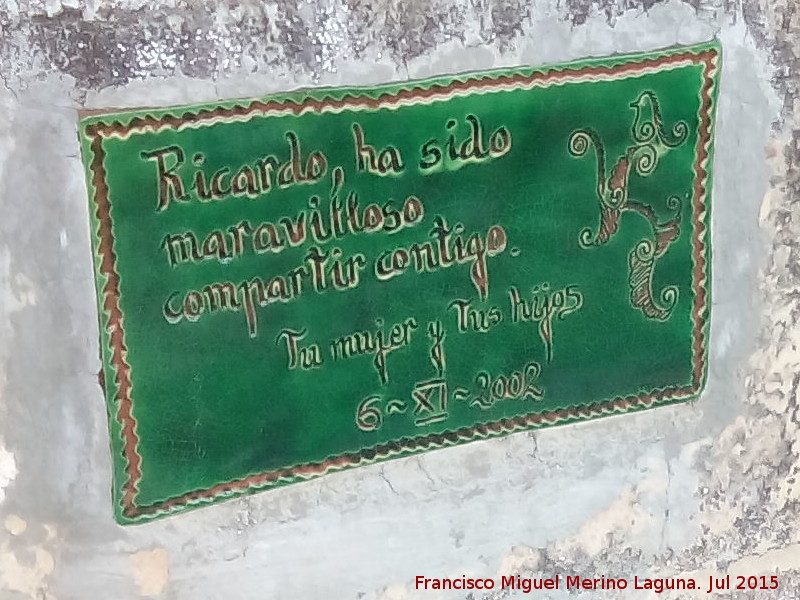 Ricardo, ha sido
maravilloso
compartir contigo.
Tu mujer y Tus hijos
6~XI~2002
Francisco Miguel Merino Laguna. Jul 2015